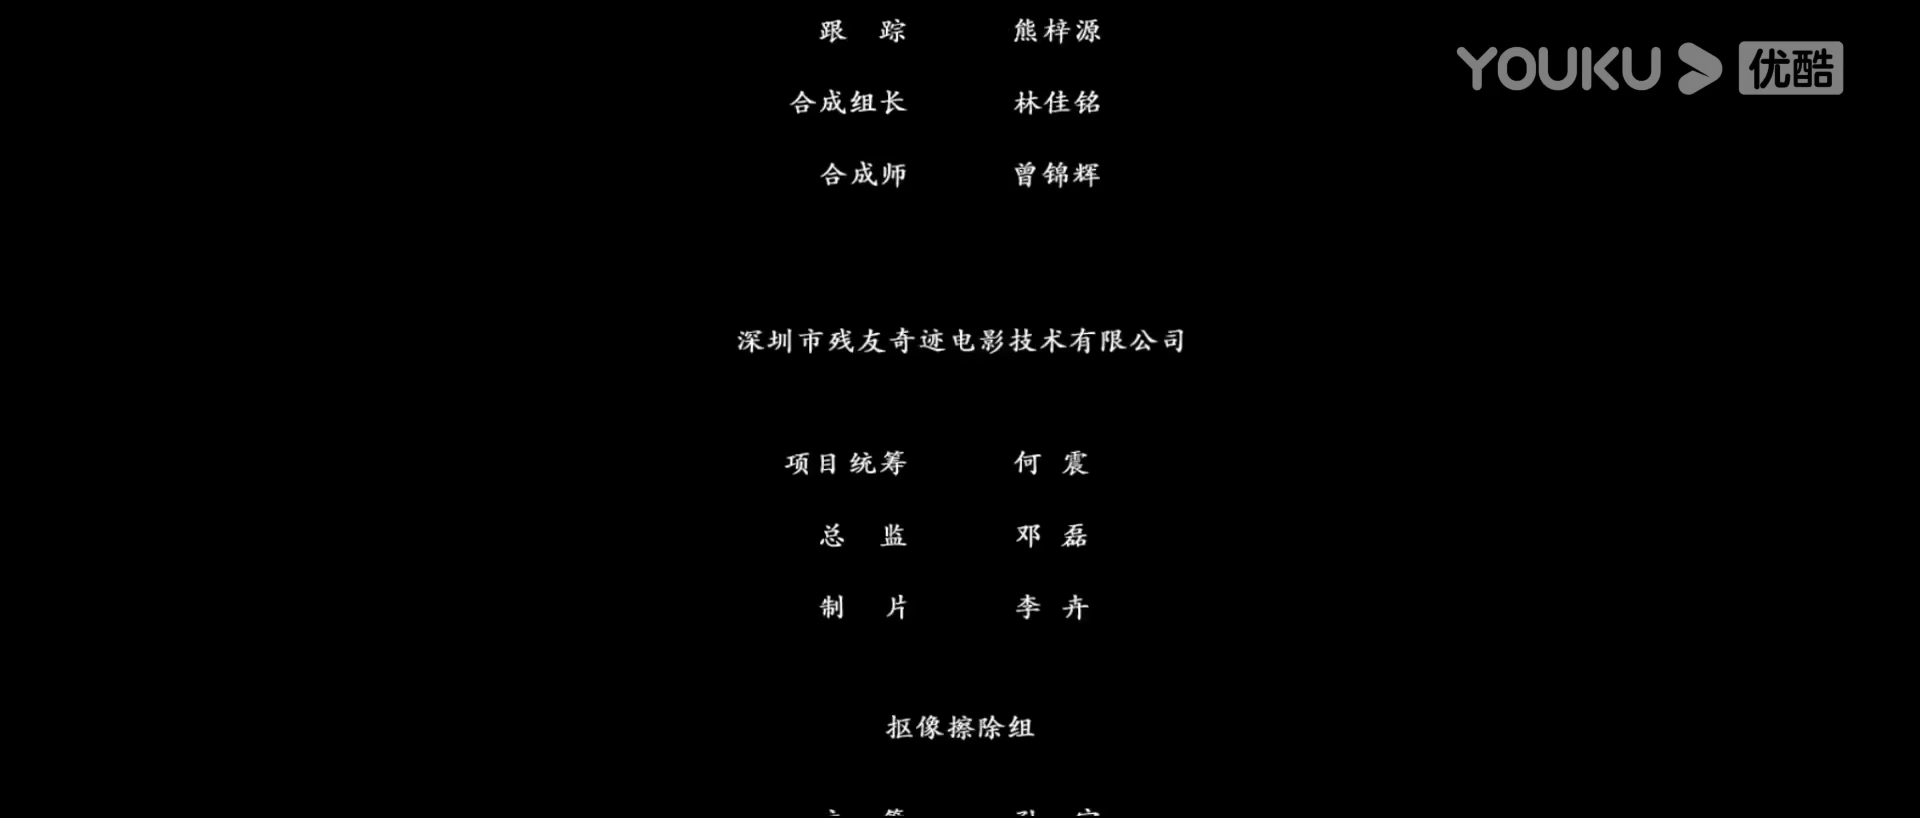 跟 踪 熊梓源
YOUKU 优酷
合成组长 林佳铭
合成师 曾锦辉
深圳市残友奇迹电影技术有限公司
项目统筹 何 震
总 监 邓 磊
制 片 李 卉
抠像擦除组